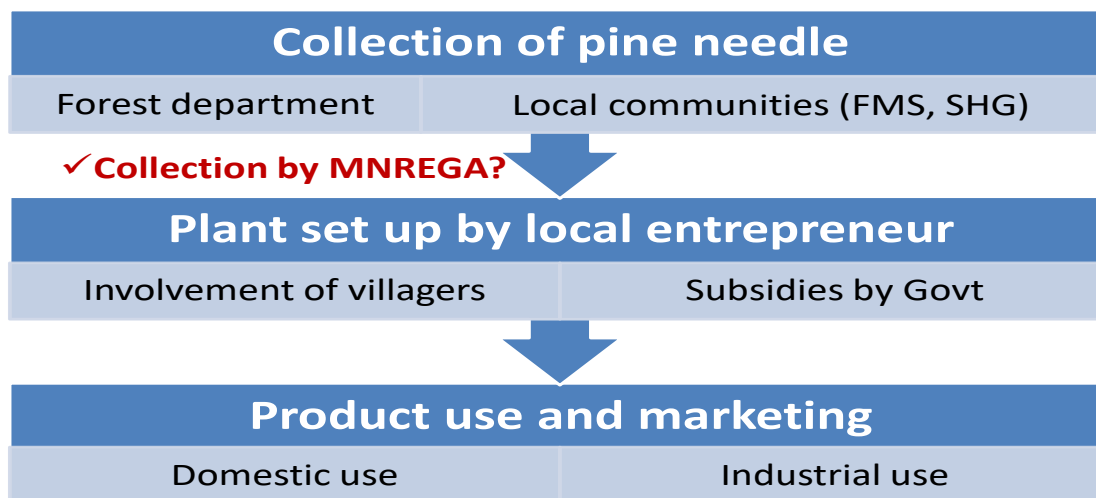 Collection of pine needle
Forest department
Local communities (FMS, SHG)
✓Collection by MNREGA?
Plant set up by local entrepreneur
Involvement of villagers
Subsidies by Govt
Product use and marketing
Domestic use
Industrial use